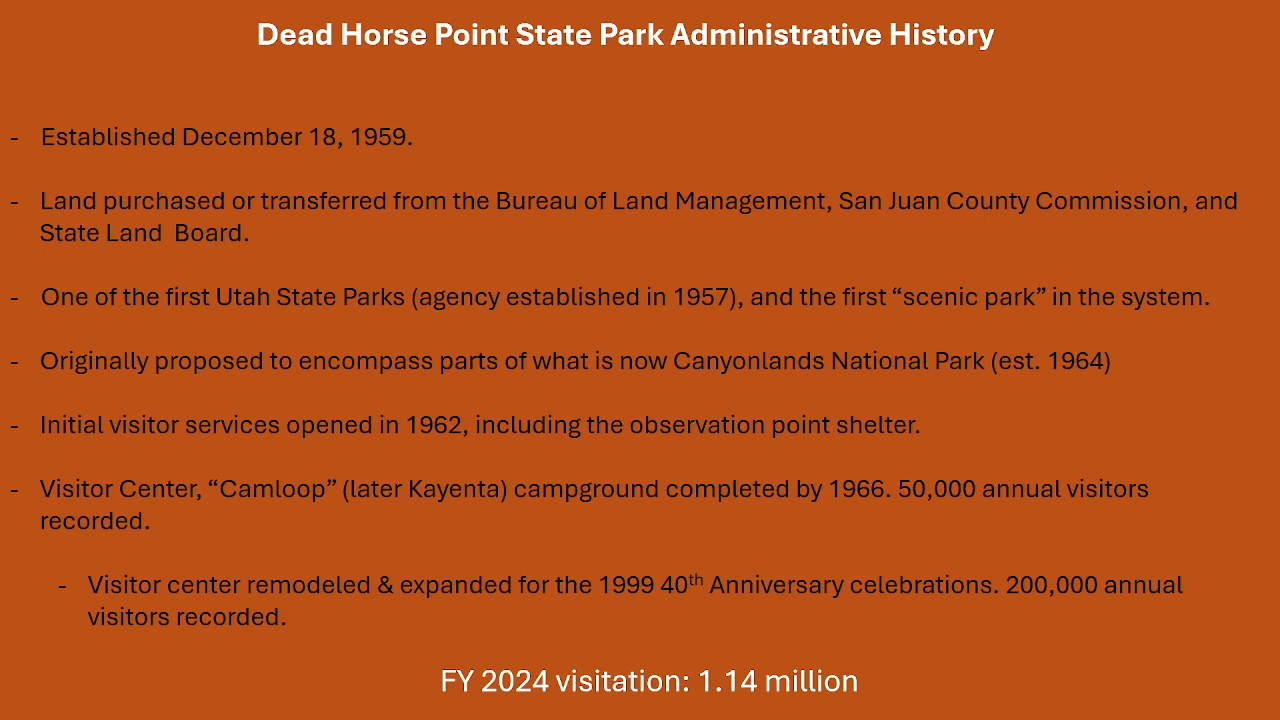 Dead Horse Point State Park Administrative History
- Established December 18, 1959.
- Land purchased or transferred from the Bureau of Land Management, San Juan County Commission, and
State Land  Board.
- One of the first Utah State Parks (agency established in 1957), and the first “scenic park” in the system.
- Originally proposed to encompass parts of what is now Canyonlands National Park (est. 1964)
- Initial visitor services opened in 1962, including the observation point shelter.
- Visitor Center, “Camloop” (later Kayenta) campground completed by 1966. 50,000 annual visitors
recorded.
- Visitor center remodeled & expanded for the 1999 40th Anniversary celebrations. 200,000 annual
visitors recorded.
FY 2024 visitation: 1.14 million